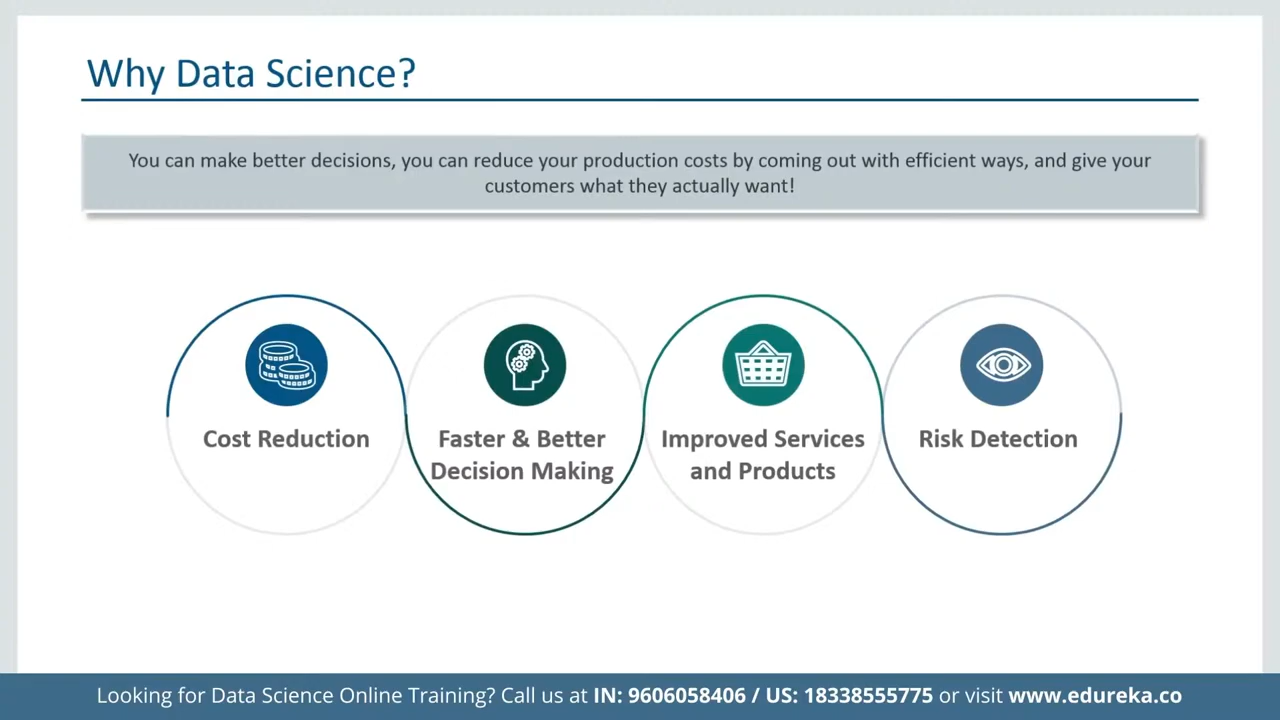 Why Data Science?
You can make better decisions, you can reduce your production costs by coming out with efficient ways, and give your
customers what they actually want!
Cost Reduction
Faster & Better
Decision Making
Improved Services
and Products
Risk Detection
Looking for Data Science Online Training? Call us at IN: 9606058406 / US: 18338555775 or visit www.edureka.co